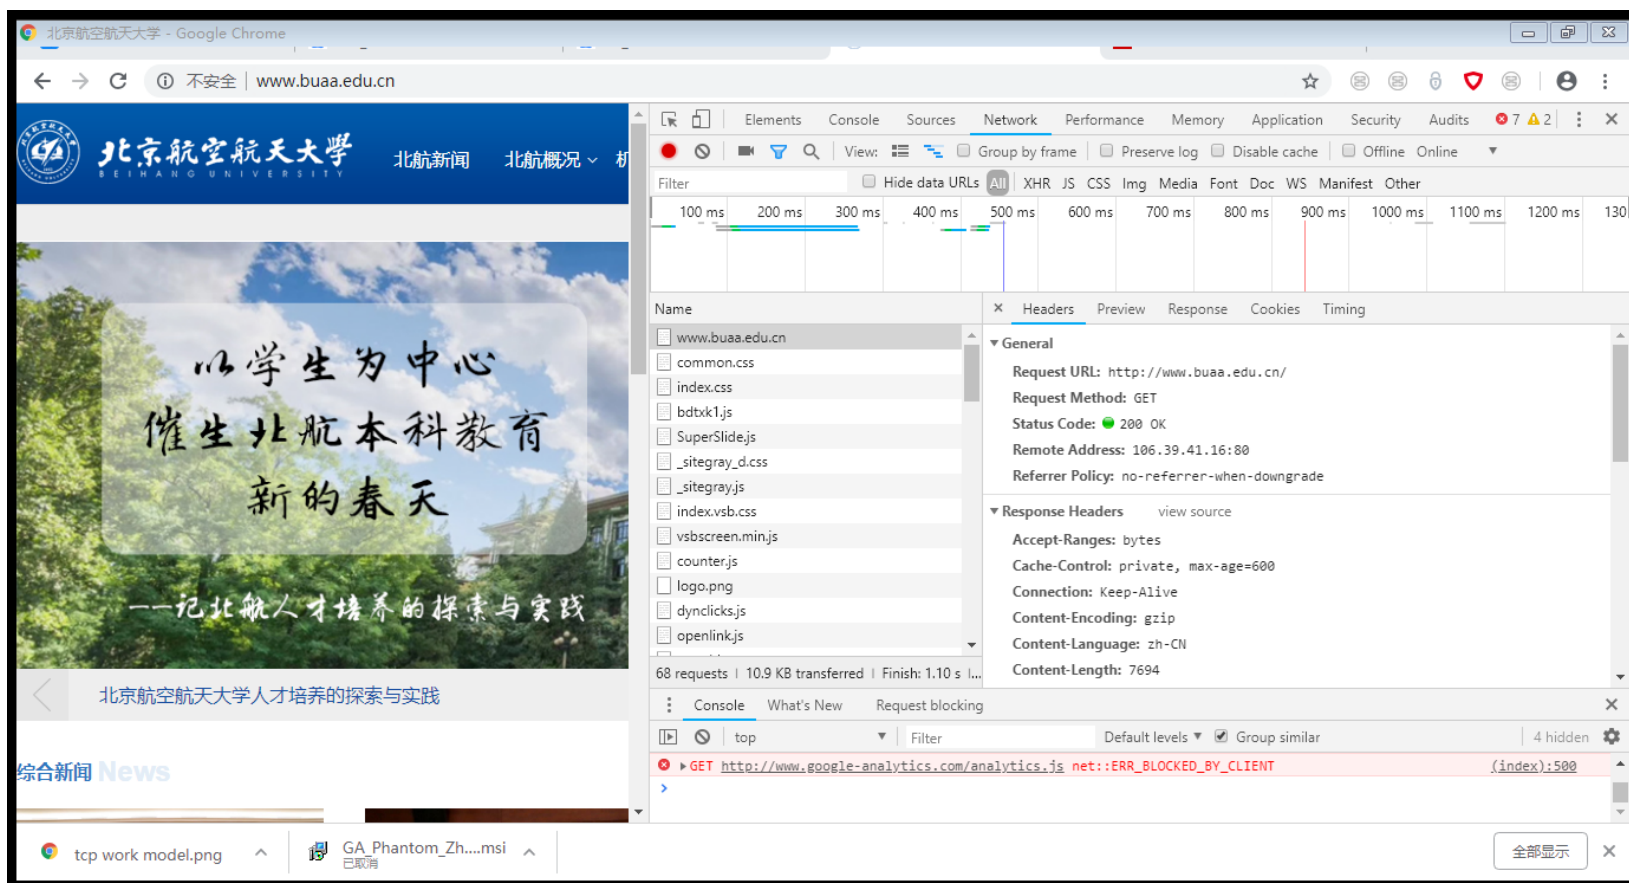 北京航空航天大学 - Google Chrome
不安全 www.buaa.edu.cn
北京航空航天大學
BEIHANG UNIVERSITY
北航新闻 北航概况
以学生为中心
催生北航本科教育
新的春天
——记北航人才培养的探索与实践
北京航空航天大学人才培养的探索与实践
综合新闻 News
Elements Console Sources Network Performance Memory Application Security Audits 7 2
View: Group by frame Preserve log Disable cache Offline Online
Filter Hide data URLs All XHR JS CSS Img Media Font Doc WS Manifest Other
100 ms 200 ms 300 ms 400 ms 500 ms 600 ms 700 ms 800 ms 900 ms 1000 ms 1100 ms 1200 ms 130
Name
www.buaa.edu.cn
common.css
index.css
bdtxk1.js
SuperSlide.js
_sitegray_d.css
_sitegray.js
index.vsb.css
vsbscreen.min.js
counter.js
logo.png
dynclicks.js
openlink.js
68 requests | 10.9 KB transferred | Finish: 1.10 s | ...
Headers Preview Response Cookies Timing
General
Request URL: http://www.buaa.edu.cn/
Request Method: GET
Status Code: 200 OK
Remote Address: 106.39.41.16:80
Referrer Policy: no-referrer-when-downgrade
Response Headers view source
Accept-Ranges: bytes
Cache-Control: private, max-age=600
Connection: Keep-Alive
Content-Encoding: gzip
Content-Language: zh-CN
Content-Length: 7694
Console What's New Request blocking
top Filter Default levels Group similar 4 hidden
GET http://www.google-analytics.com/analytics.js net::ERR_BLOCKED_BY_CLIENT (index):500
tcp work model.png
GA_Phantom_Zh....msi
已取消
全部显示